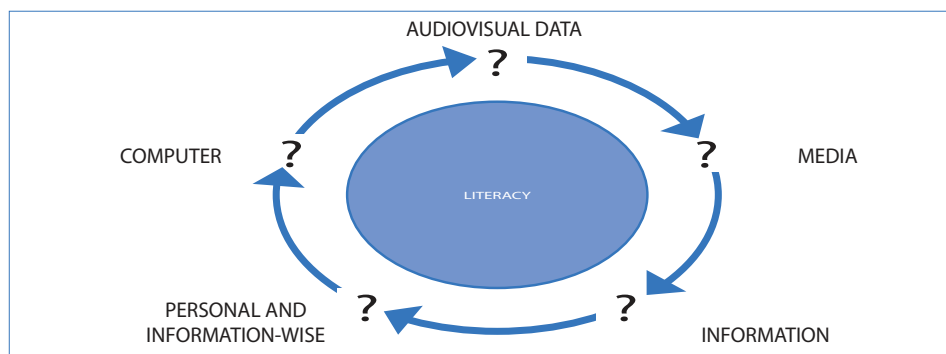 AUDIOVISUAL DATA
?
COMPUTER
?
?
MEDIA
LITERACY
PERSONAL AND
INFORMATION-WISE
?
?
INFORMATION